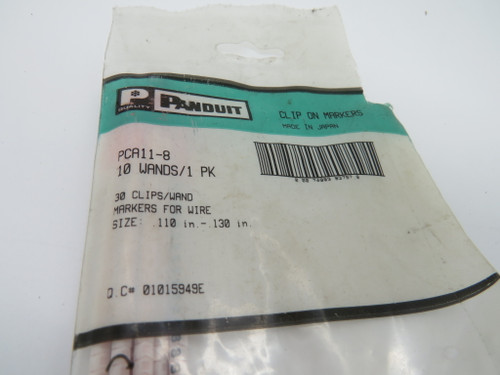 P
QUALITY
PANDUIT
CLIP ON MARKERS
MADE IN JAPAN
PCA11-8
10 WANDS/1 PK
30 CLIPS/WAND
MARKERS FOR WIRE
SIZE: .110 in.-.130 in.
Q.C# 01015949E